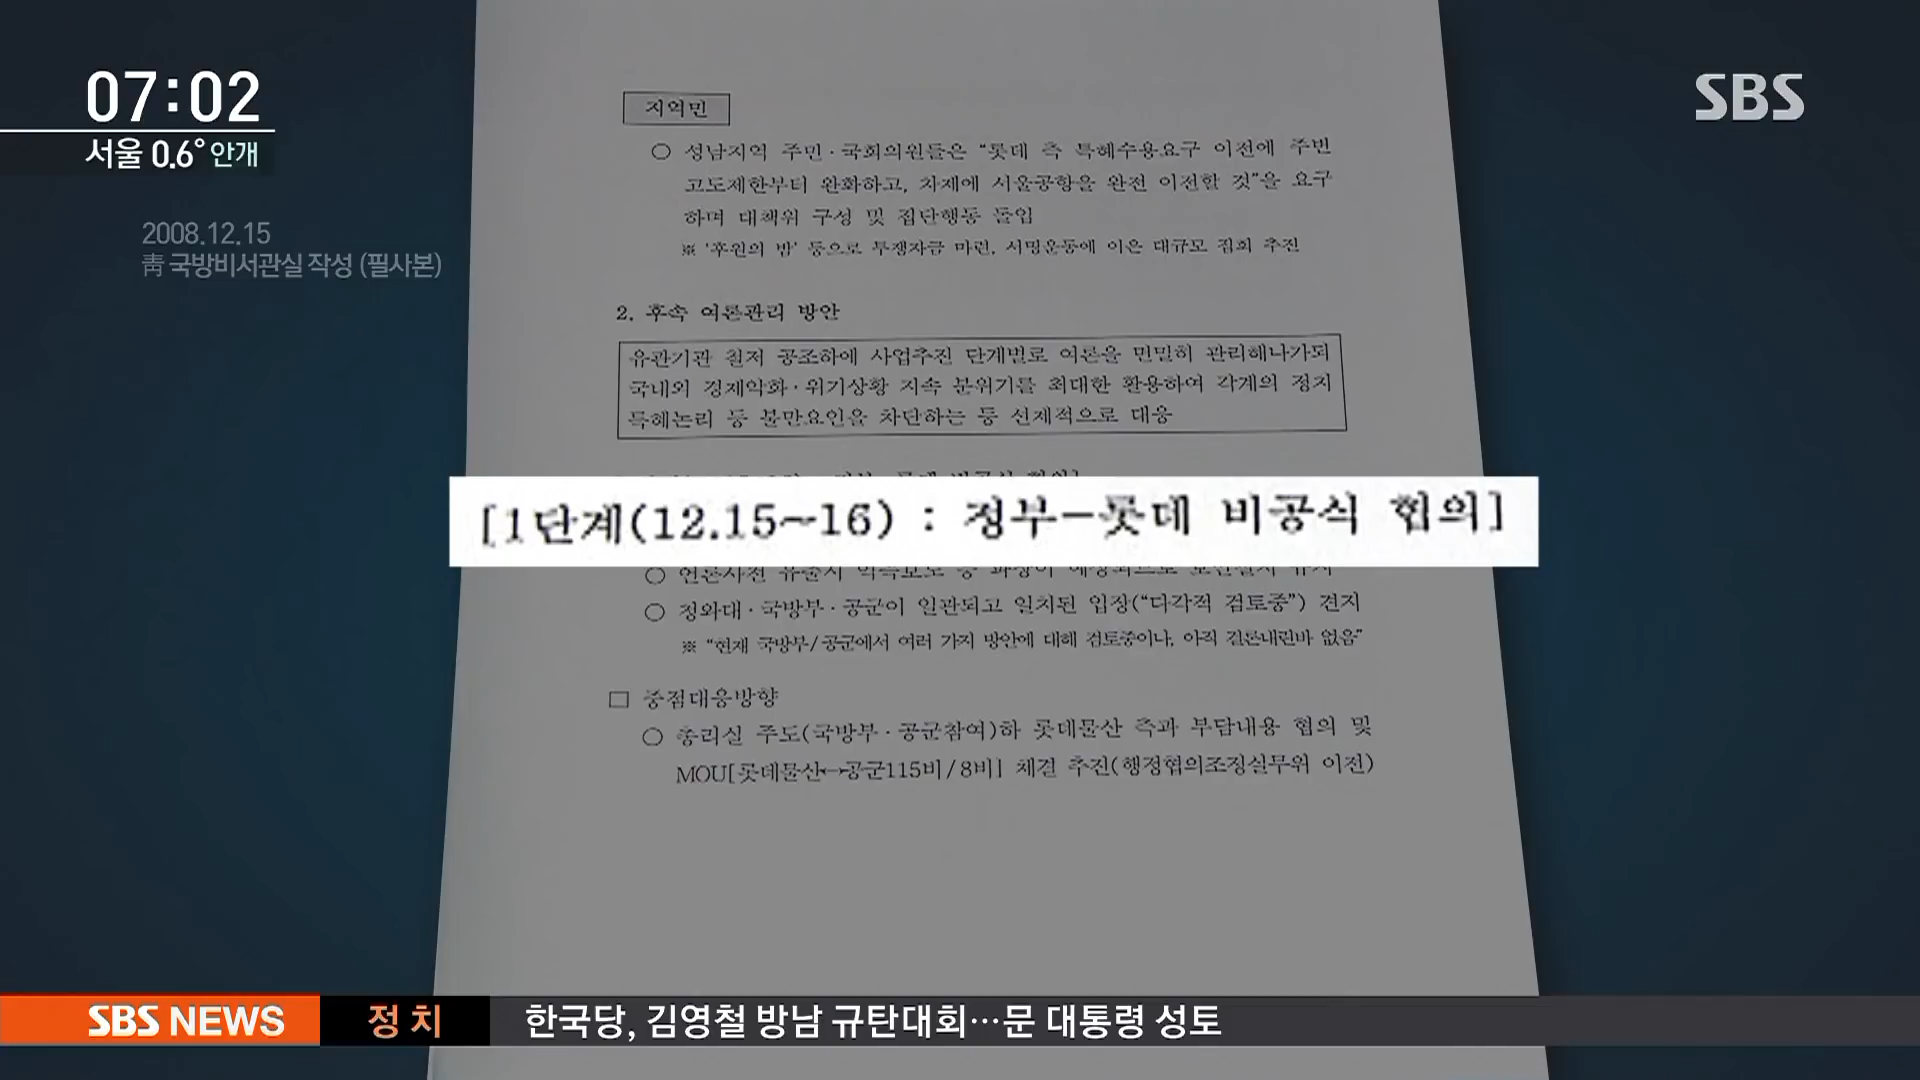 07:02
SBS
서울 0.6° 안개
2008.12.15
靑 국방비서관실 작성 (필사본)
지역민
○ 성남지역 주민·국회의원들은 “롯데 측 특혜수용요구 이전에 주변
고도제한부터 완화하고, 차제에 서울공항을 완전 이전할 것”을 요구
하며 대책위 구성 및 집단행동 돌입
※ '후원의 밤' 등으로 투쟁자금 마련, 서명운동에 이은 대규모 집회 추진
2. 후속 여론관리 방안
유관기관 철저 공조하에 사업추진 단계별로 여론을 면밀히 관리해나가되
국내외 경제악화·위기상황 지속 분위기를 최대한 활용하여 각계의 정치
특혜논리 등 불만요인을 차단하는 등 선제적으로 대응
[1단계(12.15~16) : 정부-롯데 비공식 협의]
○ 청와대·국방부·공군이 일관되고 일치된 입장(“다각적 검토중”) 견지
※ “현재 국방부/공군에서 여러 가지 방안에 대해 검토중이나, 아직 결론내린바 없음”
□ 중점대응방향
○ 총리실 주도(국방부·공군참여)하 롯데물산 측과 부담내용 협의 및
MOU[롯데물산↔공군115비/8비] 체결 추진(행정협의조정실무위 이전)
SBS NEWS 정치 한국당, 김영철 방남 규탄대회…문 대통령 성토